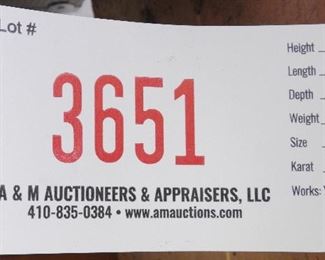 Lot #
3651
A & M AUCTIONEERS & APPRAISERS, LLC
410-835-0384 • www.amauctions.com
Height
Length
Depth
Weight
Size
Karat
Works: